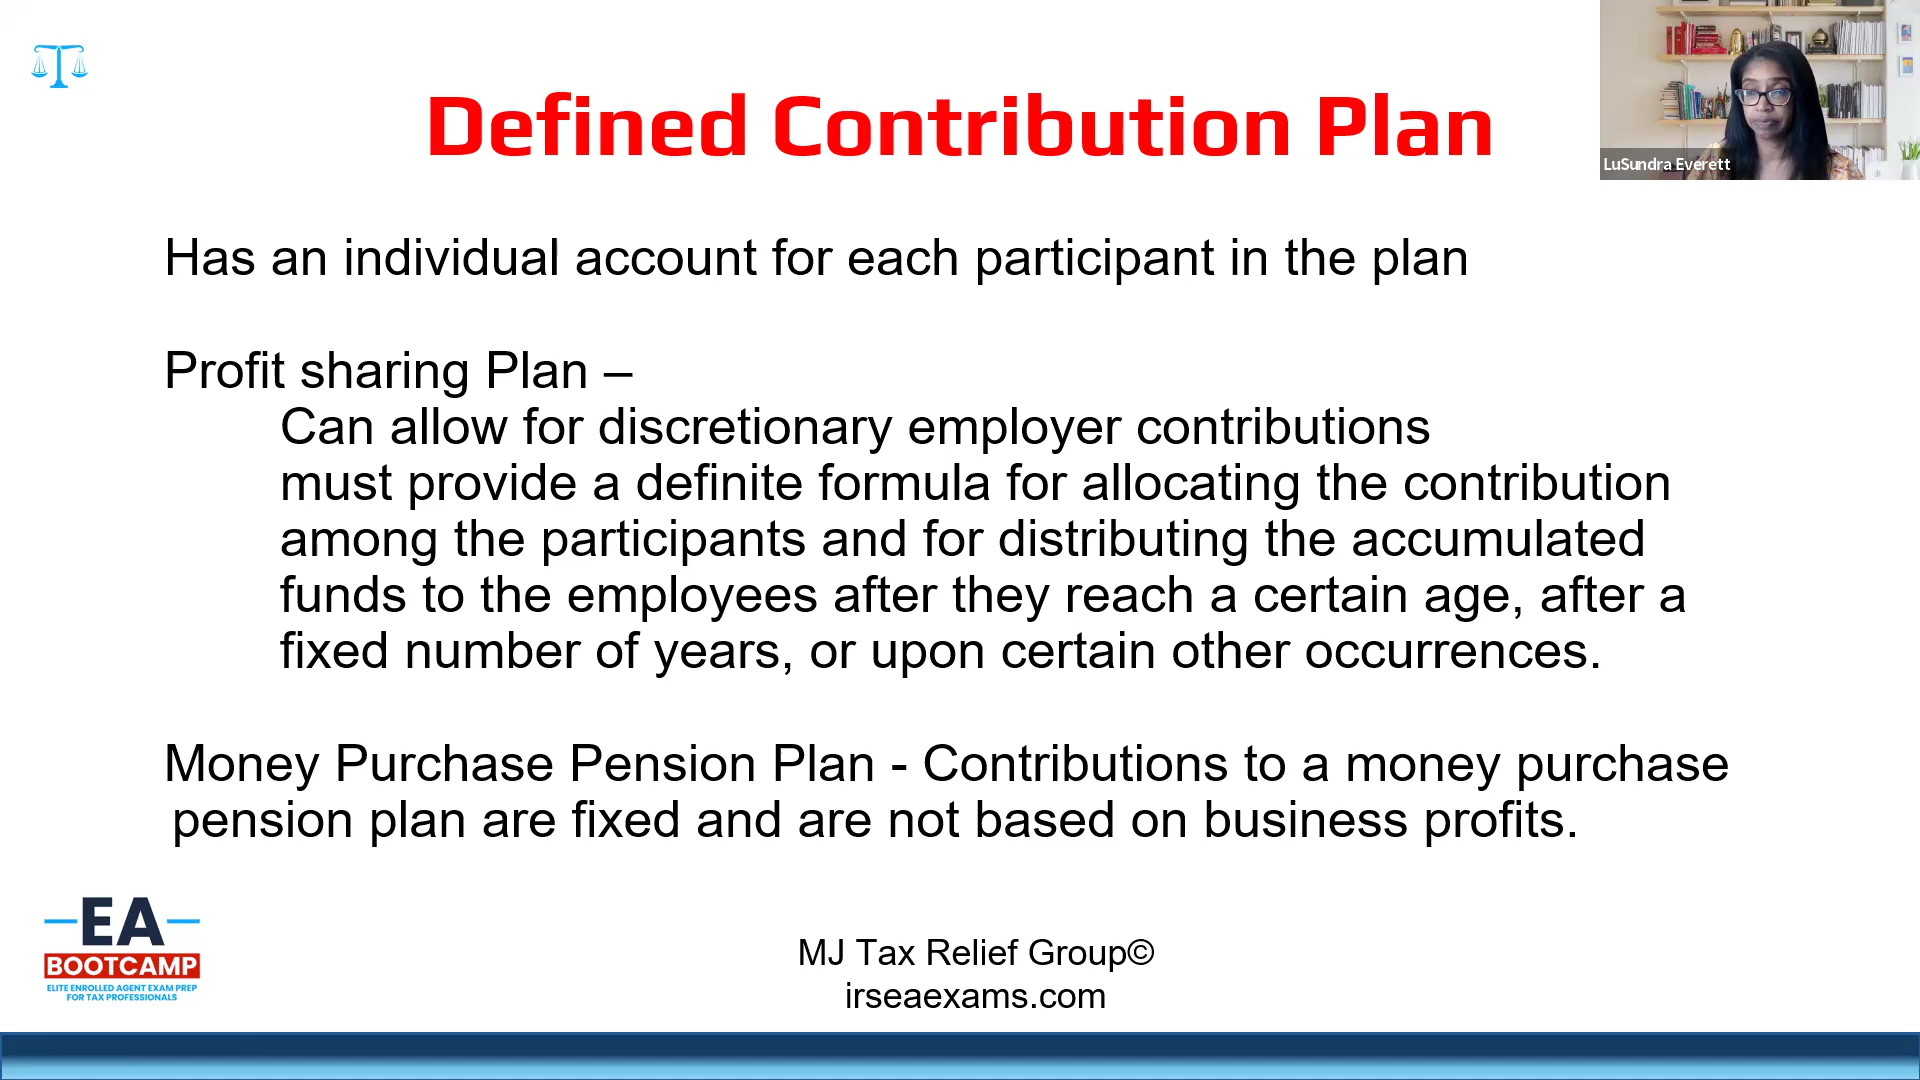 Defined Contribution Plan
LuSundra Everett
Has an individual account for each participant in the plan
Profit sharing Plan –
Can allow for discretionary employer contributions
must provide a definite formula for allocating the contribution
among the participants and for distributing the accumulated
funds to the employees after they reach a certain age, after a
fixed number of years, or upon certain other occurrences.
Money Purchase Pension Plan - Contributions to a money purchase
pension plan are fixed and are not based on business profits.
EA
BOOTCAMP
ELITE ENROLLED AGENT EXAM PREP
FOR TAX PROFESSIONALS
MJ Tax Relief Group©
irseaexams.com